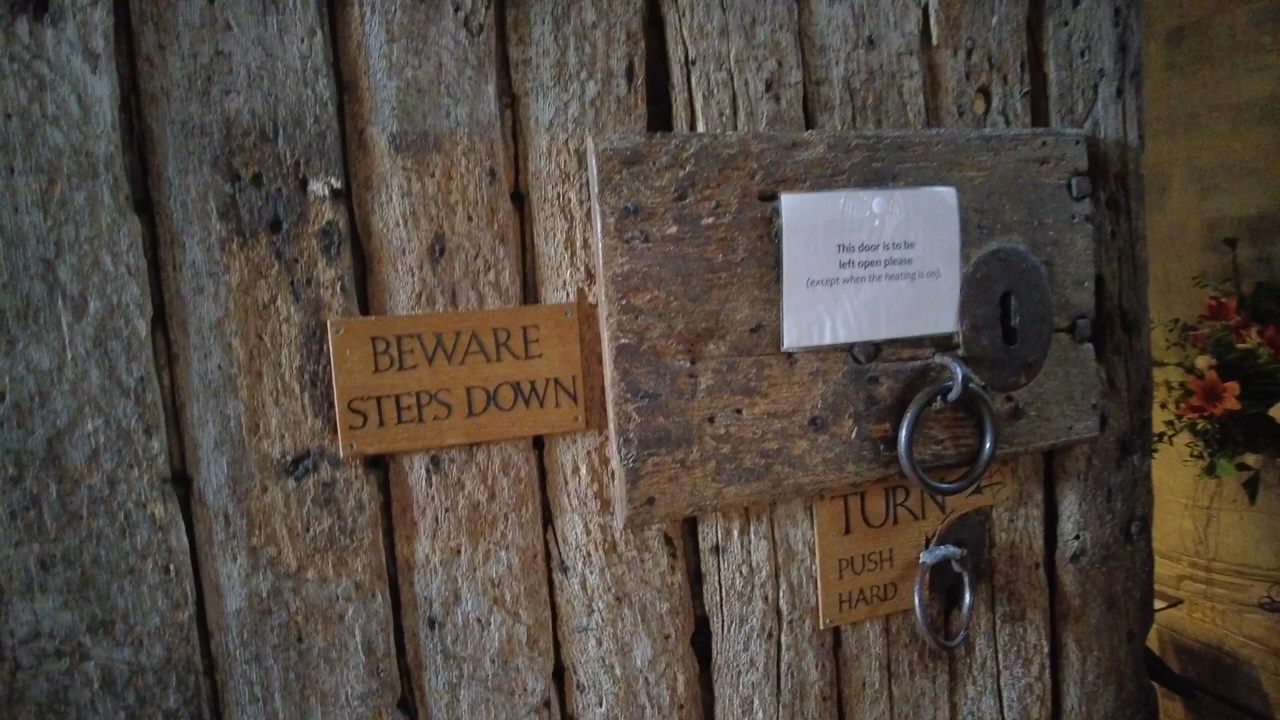 BEWARE
STEPS DOWN
This door is to be
left open please
(except when the heating is on).
TURN
PUSH
HARD